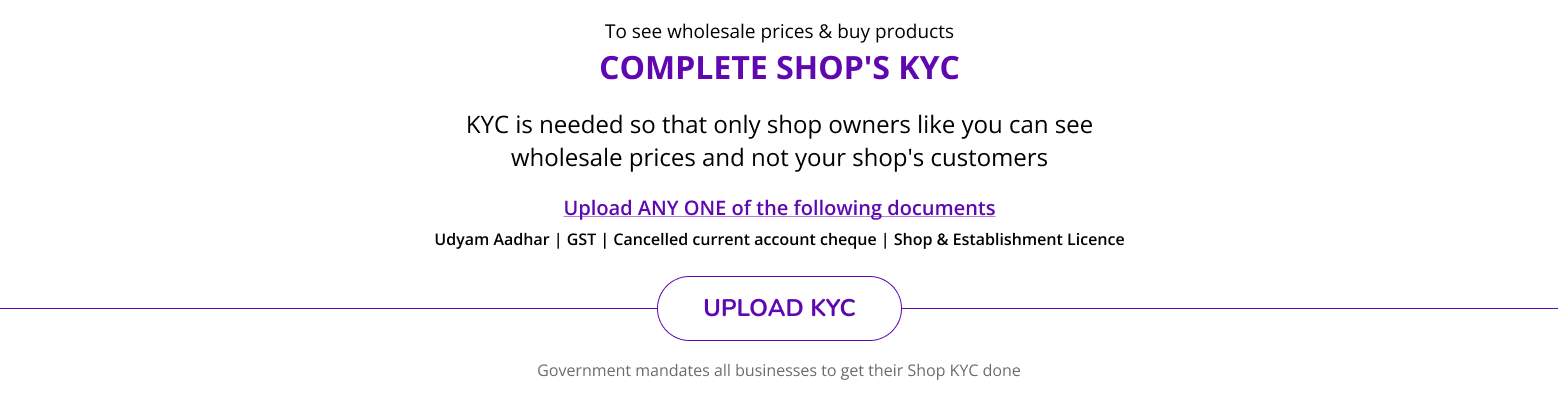 To see wholesale prices & buy products
COMPLETE SHOP'S KYC
KYC is needed so that only shop owners like you can see
wholesale prices and not your shop's customers
Upload ANY ONE of the following documents
Udyam Aadhar | GST | Cancelled current account cheque | Shop & Establishment Licence
UPLOAD KYC
Government mandates all businesses to get their Shop KYC done